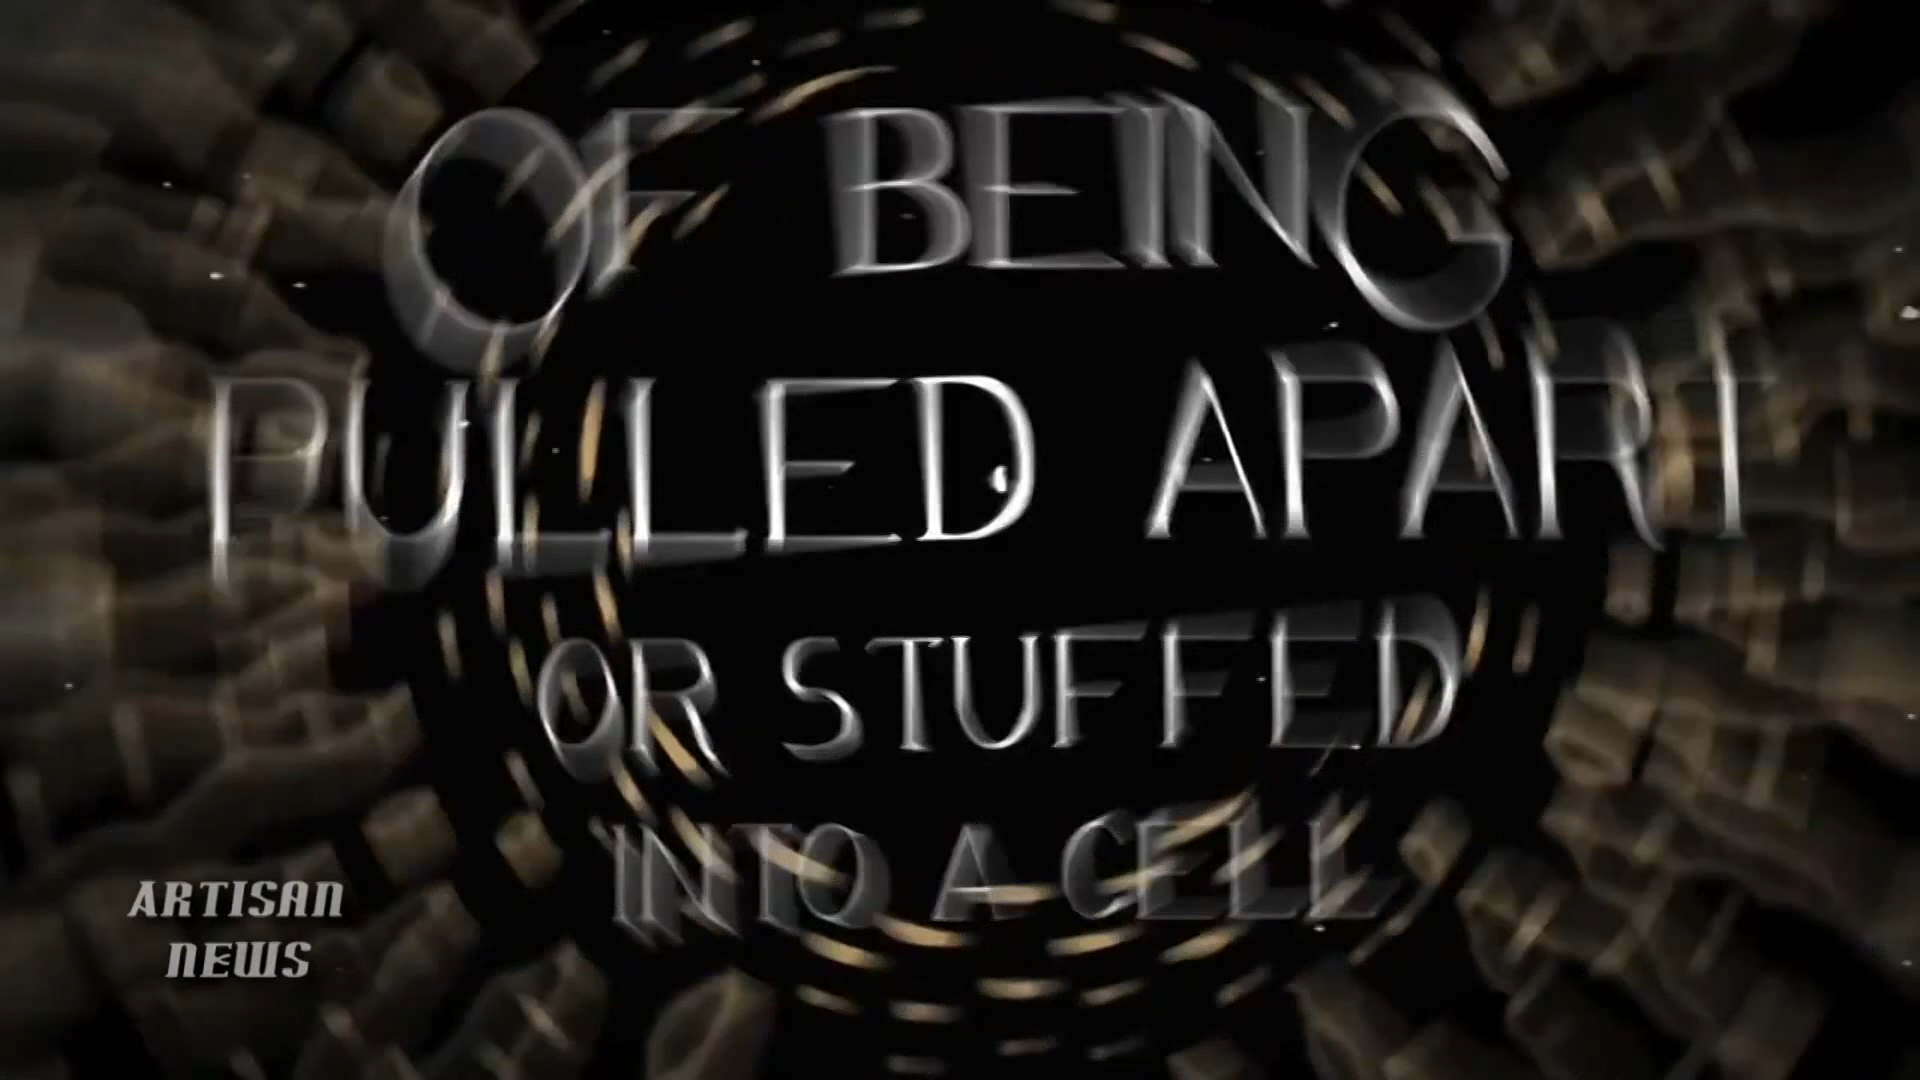 OF BEING
PULLED APART
OR STUFFED
INTO A CELL
ARTISAN
NEWS